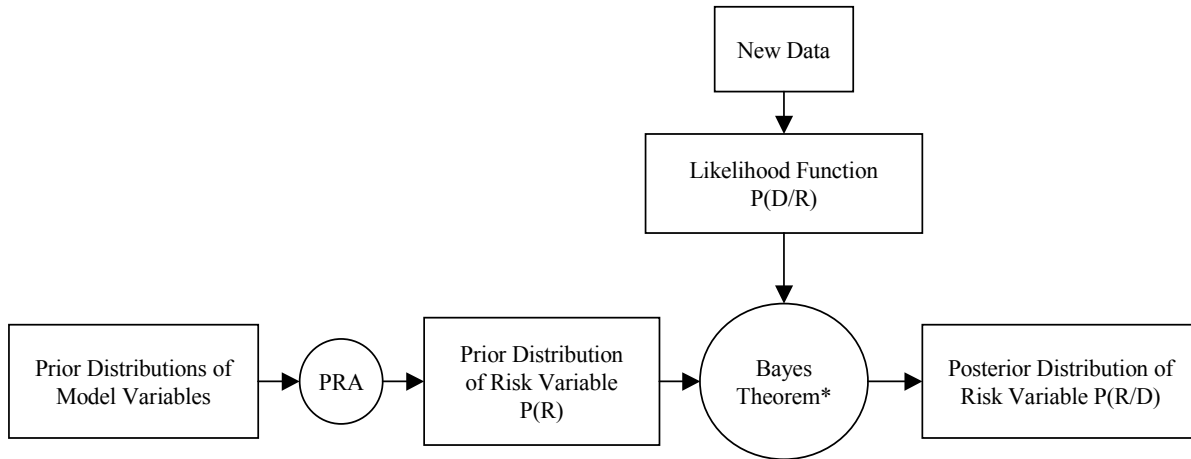 New Data
Likelihood Function
P(D/R)
Prior Distributions of
Model Variables
PRA
Prior Distribution
of Risk Variable
P(R)
Bayes
Theorem*
Posterior Distribution of
Risk Variable P(R/D)